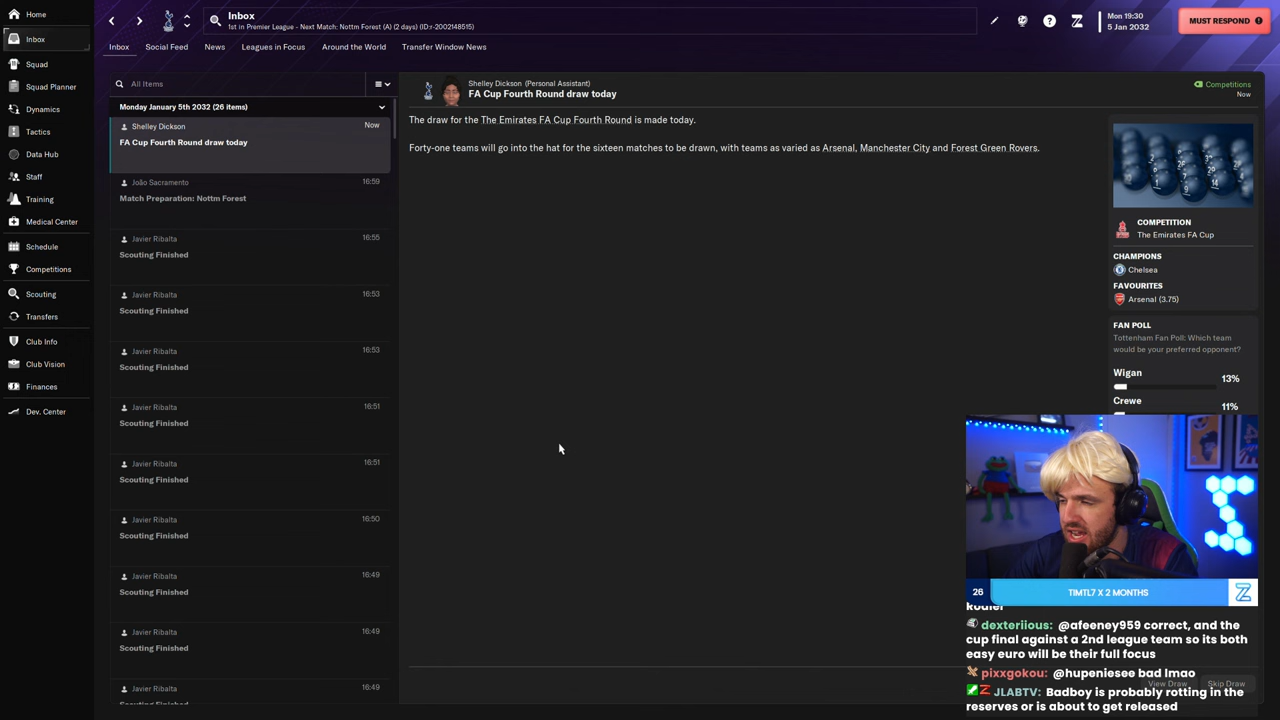 Home
Inbox
Squad
Squad Planner
Dynamics
Tactics
Data Hub
Staff
Training
Medical Center
Schedule
Competitions
Scouting
Transfers
Club Info
Club Vision
Finances
Dev. Center
Inbox
1st in Premier League - Next Match: Nottm Forest (A) (2 days) (ID:r-2002148515)
Mon 19:30
5 Jan 2032
MUST RESPOND
Inbox Social Feed News Leagues in Focus Around the World Transfer Window News
All Items
Monday January 5th 2032 (26 items)
Shelley Dickson Now
FA Cup Fourth Round draw today
João Sacramento 16:59
Match Preparation: Nottm Forest
Javier Ribalta 16:55
Scouting Finished
Javier Ribalta 16:53
Scouting Finished
Javier Ribalta 16:53
Scouting Finished
Javier Ribalta 16:51
Scouting Finished
Javier Ribalta 16:51
Scouting Finished
Javier Ribalta 16:50
Scouting Finished
Javier Ribalta 16:49
Scouting Finished
Javier Ribalta 16:49
Scouting Finished
Javier Ribalta 16:49
Scouting Finished
Shelley Dickson (Personal Assistant)
FA Cup Fourth Round draw today
Competitions
Now
The draw for the The Emirates FA Cup Fourth Round is made today.
Forty-one teams will go into the hat for the sixteen matches to be drawn, with teams as varied as Arsenal, Manchester City and Forest Green Rovers.
COMPETITION
The Emirates FA Cup
CHAMPIONS
Chelsea
FAVOURITES
Arsenal (3.75)
FAN POLL
Tottenham Fan Poll: Which team
would be your preferred opponent?
Wigan 13%
Crewe 11%
26 TIMTL7 X 2 MONTHS
dexteriious: @afeeney959 correct, and the
cup final against a 2nd league team so its both
easy euro will be their full focus
pixxgokou: @hupeniesee bad lmao
View Draw Skip Draw
JLABTV: Badboy is probably rotting in the
reserves or is about to get released